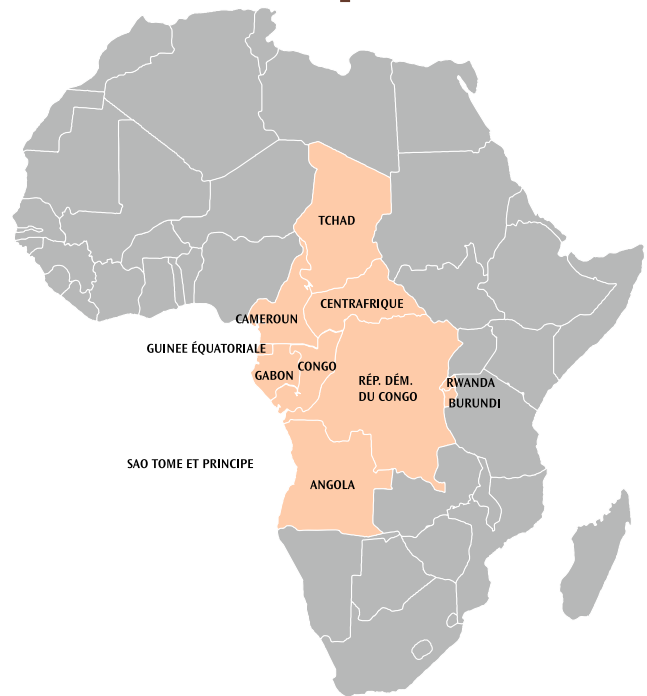 TCHAD
CENTRAFRIQUE
CAMEROUN
GUINEE ÉQUATORIALE
CONGO
GABON
RÉP. DÉM.
DU CONGO
RWANDA
BURUNDI
SAO TOME ET PRINCIPE
ANGOLA